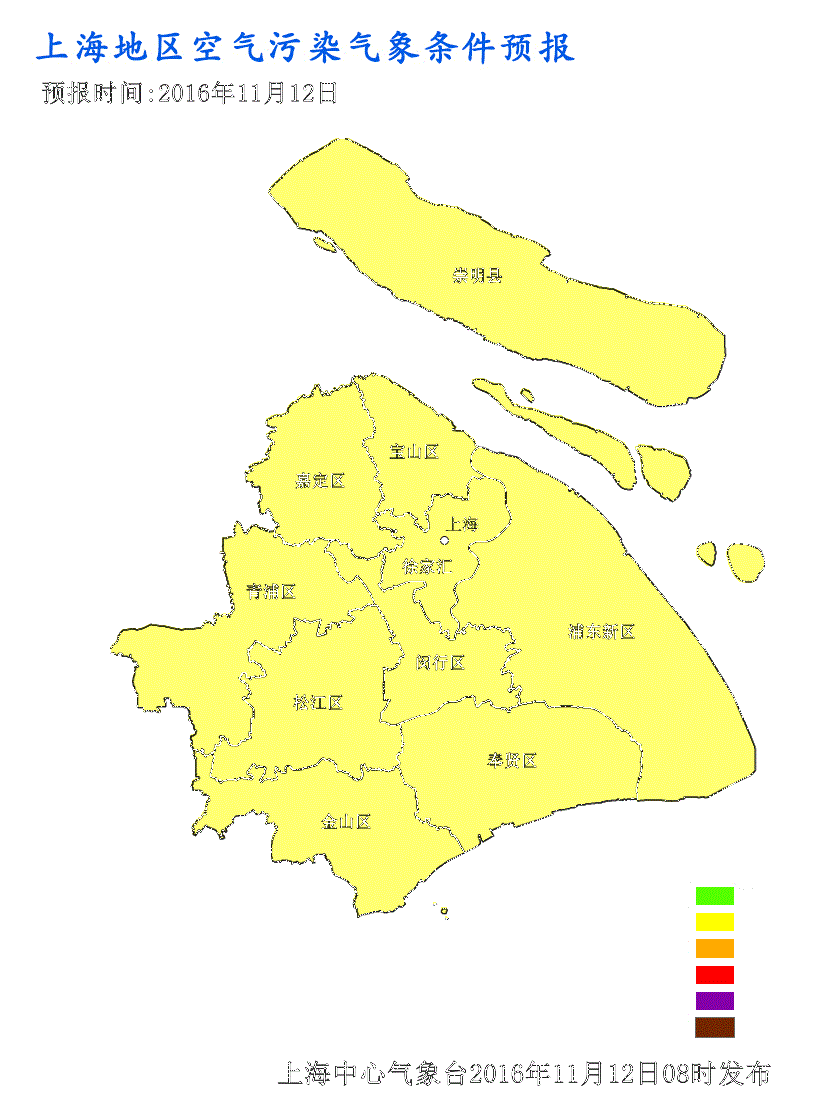 上海地区空气污染气象条件预报
预报时间:2016年11月12日
崇明县
宝山区
嘉定区
上海
徐家汇
青浦区
浦东新区
闵行区
松江区
奉贤区
金山区
上海中心气象台2016年11月12日08时发布